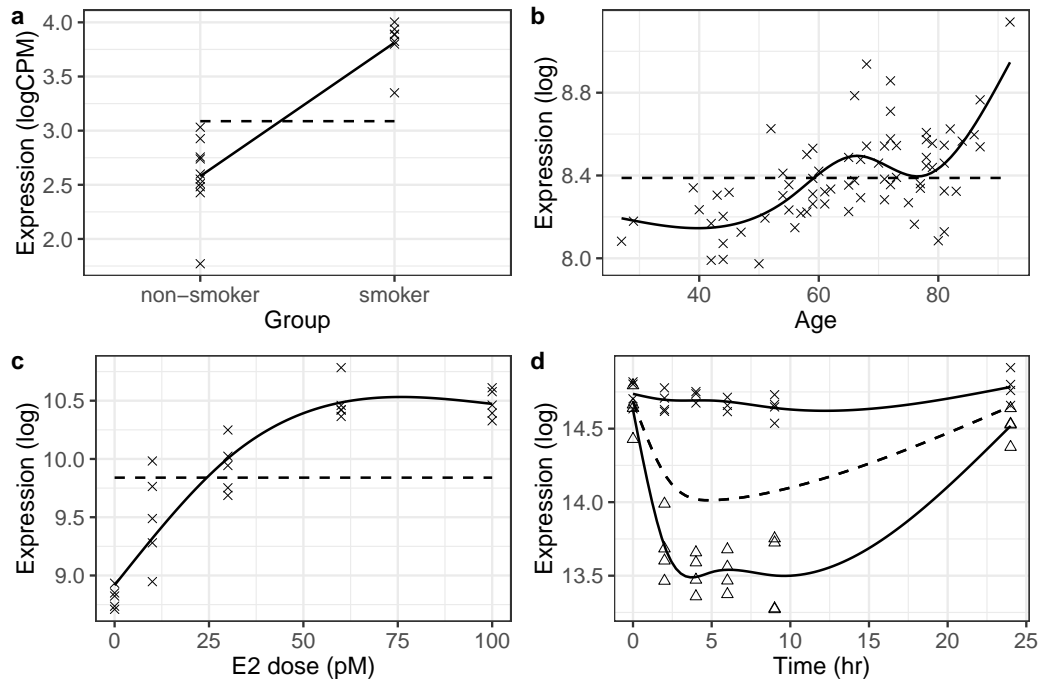 a
Expression (logCPM)
4.0
3.5
3.0
2.5
2.0
non−smoker smoker
Group
b
Expression (log)
8.8
8.4
8.0
40 60 80
Age
c
Expression (log)
10.5
10.0
9.5
9.0
0 25 50 75 100
E2 dose (pM)
d
Expression (log)
14.5
14.0
13.5
0 5 10 15 20 25
Time (hr)